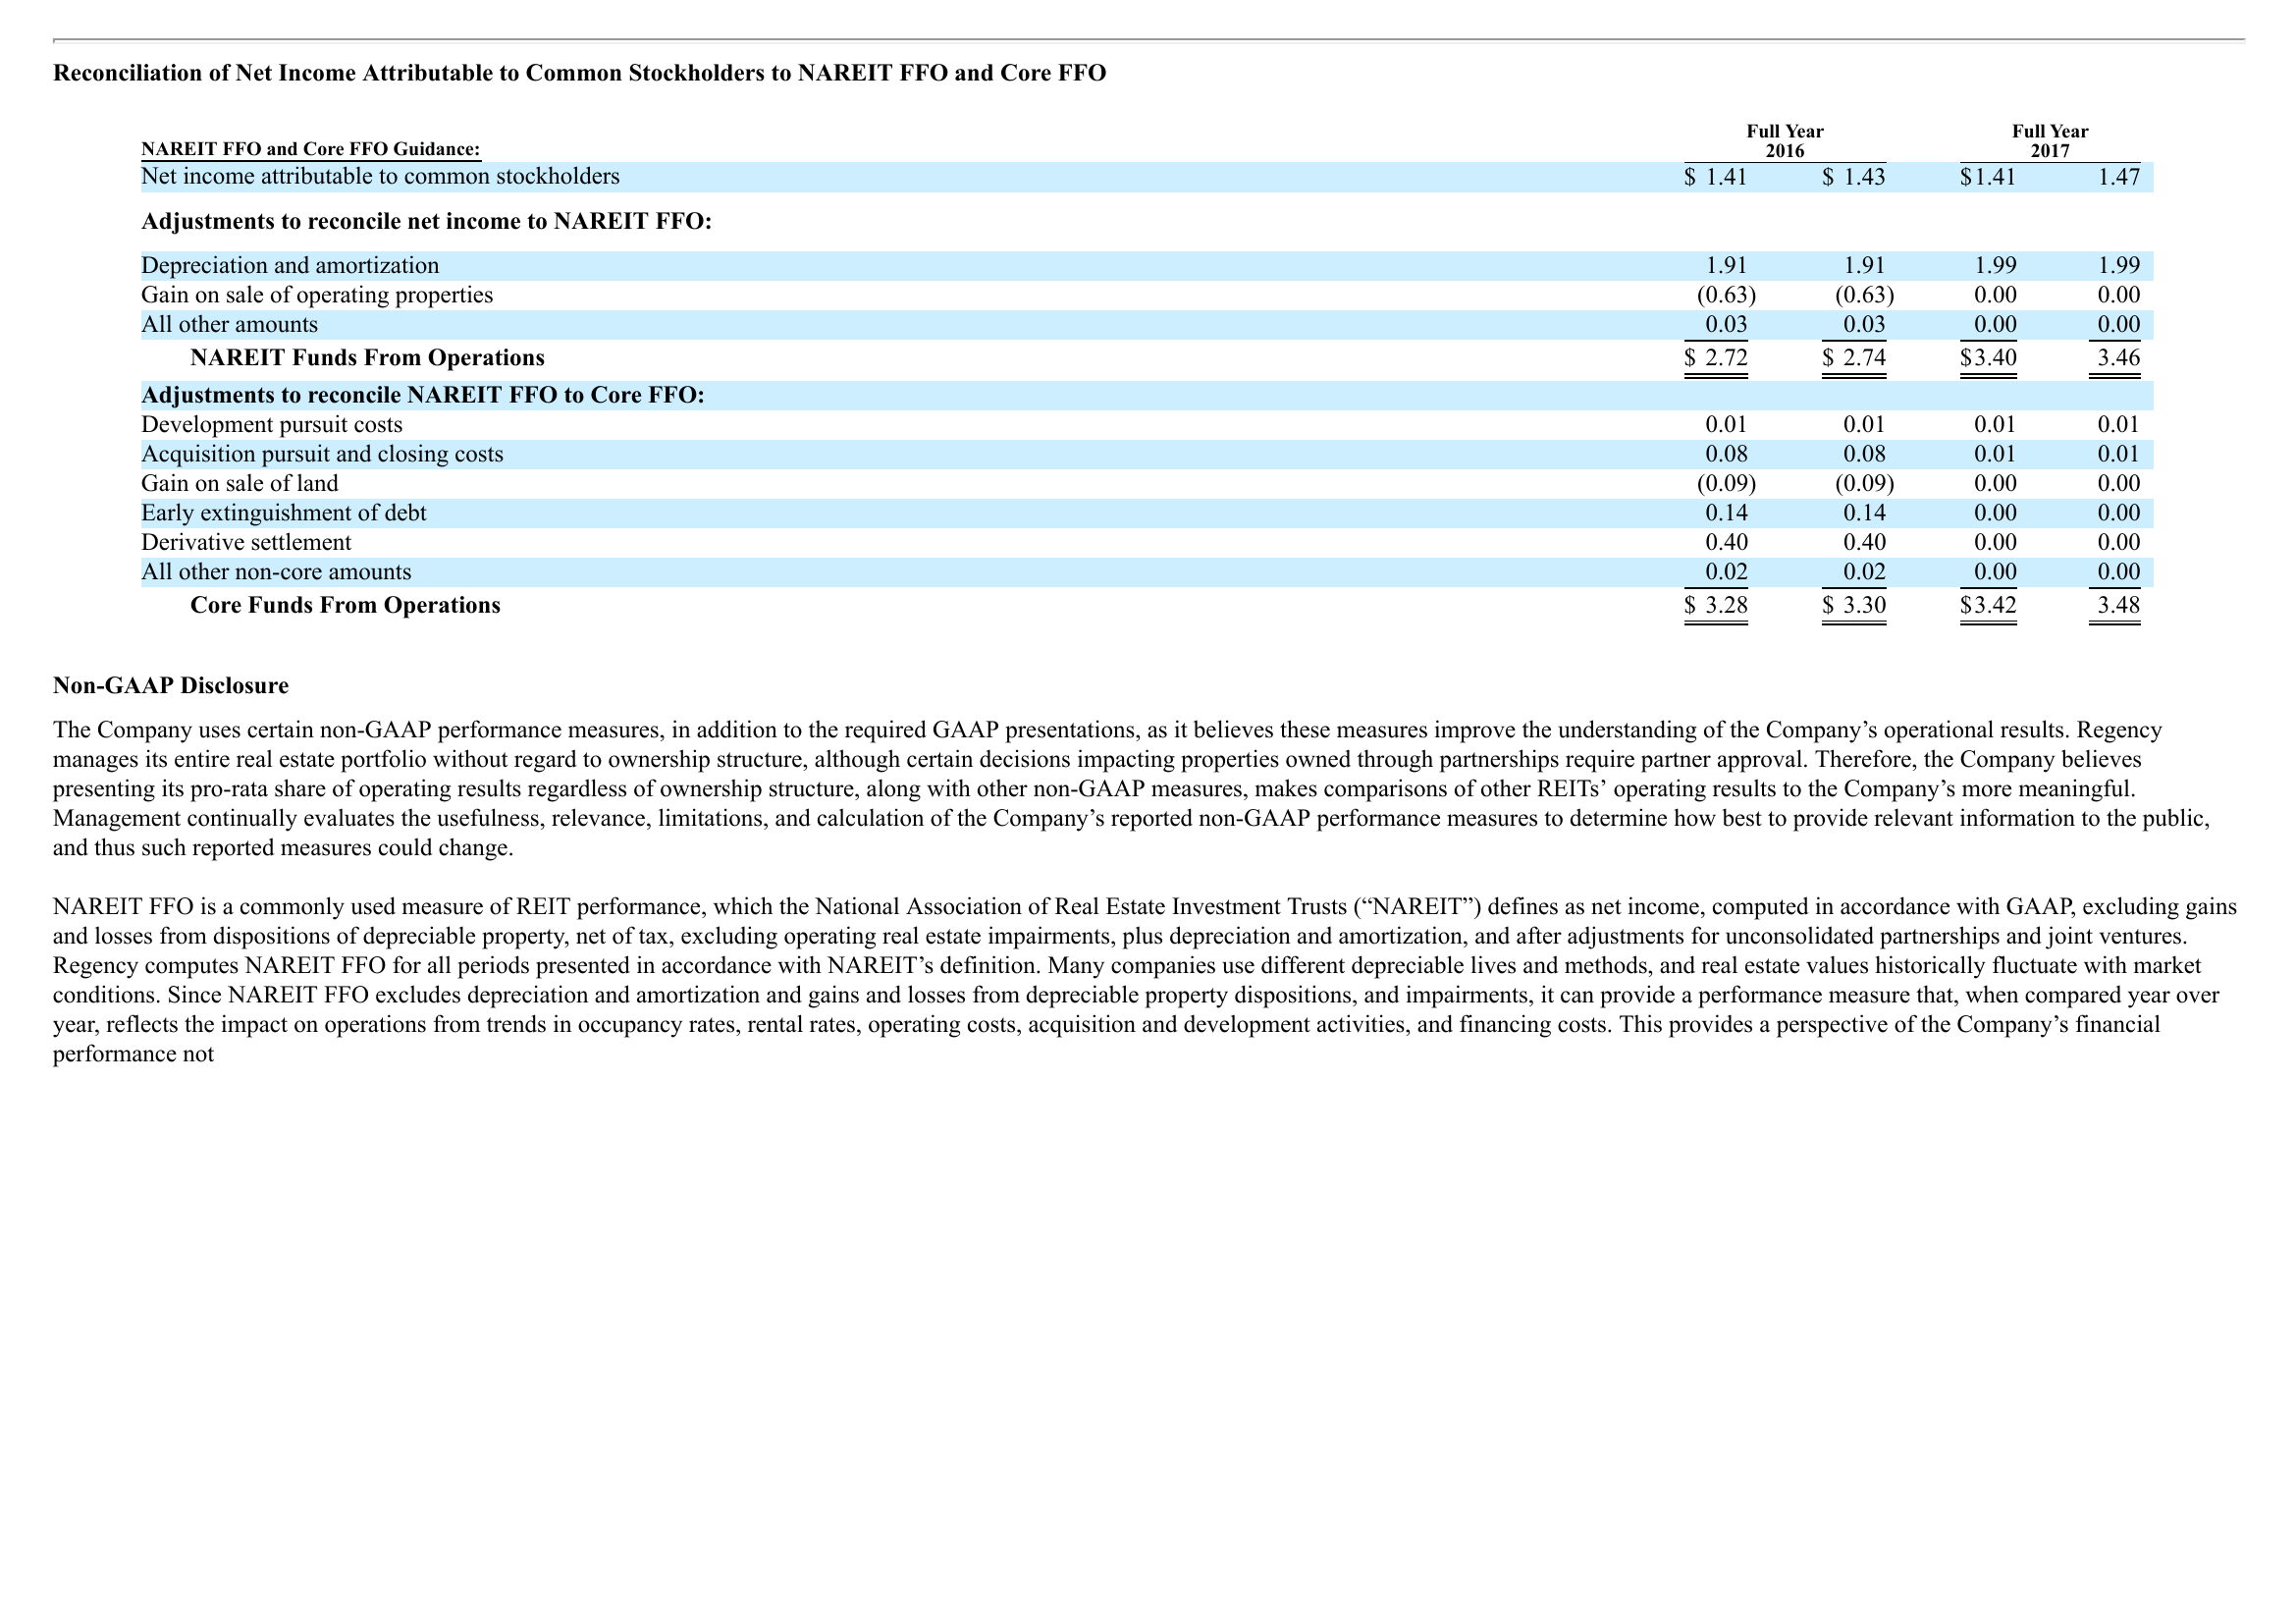 Reconciliation of Net Income Attributable to Common Stockholders to NAREIT FFO and Core FFO
NAREIT FFO and Core FFO Guidance: Full Year 2016 Full Year 2017
Net income attributable to common stockholders $ 1.41 $ 1.43 $1.41 1.47
Adjustments to reconcile net income to NAREIT FFO:
Depreciation and amortization 1.91 1.91 1.99 1.99
Gain on sale of operating properties (0.63) (0.63) 0.00 0.00
All other amounts 0.03 0.03 0.00 0.00
NAREIT Funds From Operations $ 2.72 $ 2.74 $3.40 3.46
Adjustments to reconcile NAREIT FFO to Core FFO:
Development pursuit costs 0.01 0.01 0.01 0.01
Acquisition pursuit and closing costs 0.08 0.08 0.01 0.01
Gain on sale of land (0.09) (0.09) 0.00 0.00
Early extinguishment of debt 0.14 0.14 0.00 0.00
Derivative settlement 0.40 0.40 0.00 0.00
All other non-core amounts 0.02 0.02 0.00 0.00
Core Funds From Operations $ 3.28 $ 3.30 $3.42 3.48
Non-GAAP Disclosure
The Company uses certain non-GAAP performance measures, in addition to the required GAAP presentations, as it believes these measures improve the understanding of the Company’s operational results. Regency
manages its entire real estate portfolio without regard to ownership structure, although certain decisions impacting properties owned through partnerships require partner approval. Therefore, the Company believes
presenting its pro-rata share of operating results regardless of ownership structure, along with other non-GAAP measures, makes comparisons of other REITs’ operating results to the Company’s more meaningful.
Management continually evaluates the usefulness, relevance, limitations, and calculation of the Company’s reported non-GAAP performance measures to determine how best to provide relevant information to the public,
and thus such reported measures could change.
NAREIT FFO is a commonly used measure of REIT performance, which the National Association of Real Estate Investment Trusts (“NAREIT”) defines as net income, computed in accordance with GAAP, excluding gains
and losses from dispositions of depreciable property, net of tax, excluding operating real estate impairments, plus depreciation and amortization, and after adjustments for unconsolidated partnerships and joint ventures.
Regency computes NAREIT FFO for all periods presented in accordance with NAREIT’s definition. Many companies use different depreciable lives and methods, and real estate values historically fluctuate with market
conditions. Since NAREIT FFO excludes depreciation and amortization and gains and losses from depreciable property dispositions, and impairments, it can provide a performance measure that, when compared year over
year, reflects the impact on operations from trends in occupancy rates, rental rates, operating costs, acquisition and development activities, and financing costs. This provides a perspective of the Company’s financial
performance not